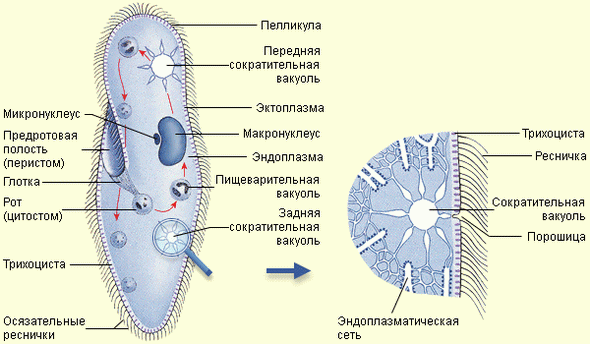 Пелликула
Передняя
сократительная
вакуоль
Эктоплазма
Макронуклеус
Эндоплазма
Пищеварительная
вакуоль
Задняя
сократительная
вакуоль
Микронуклеус
Предротовая
полость
(перистом)
Глотка
Рот
(цитостом)
Трихоциста
Осязательные
реснички
Трихоциста
Ресничка
Сократительная
вакуоль
Порошица
Эндоплазматическая
сеть